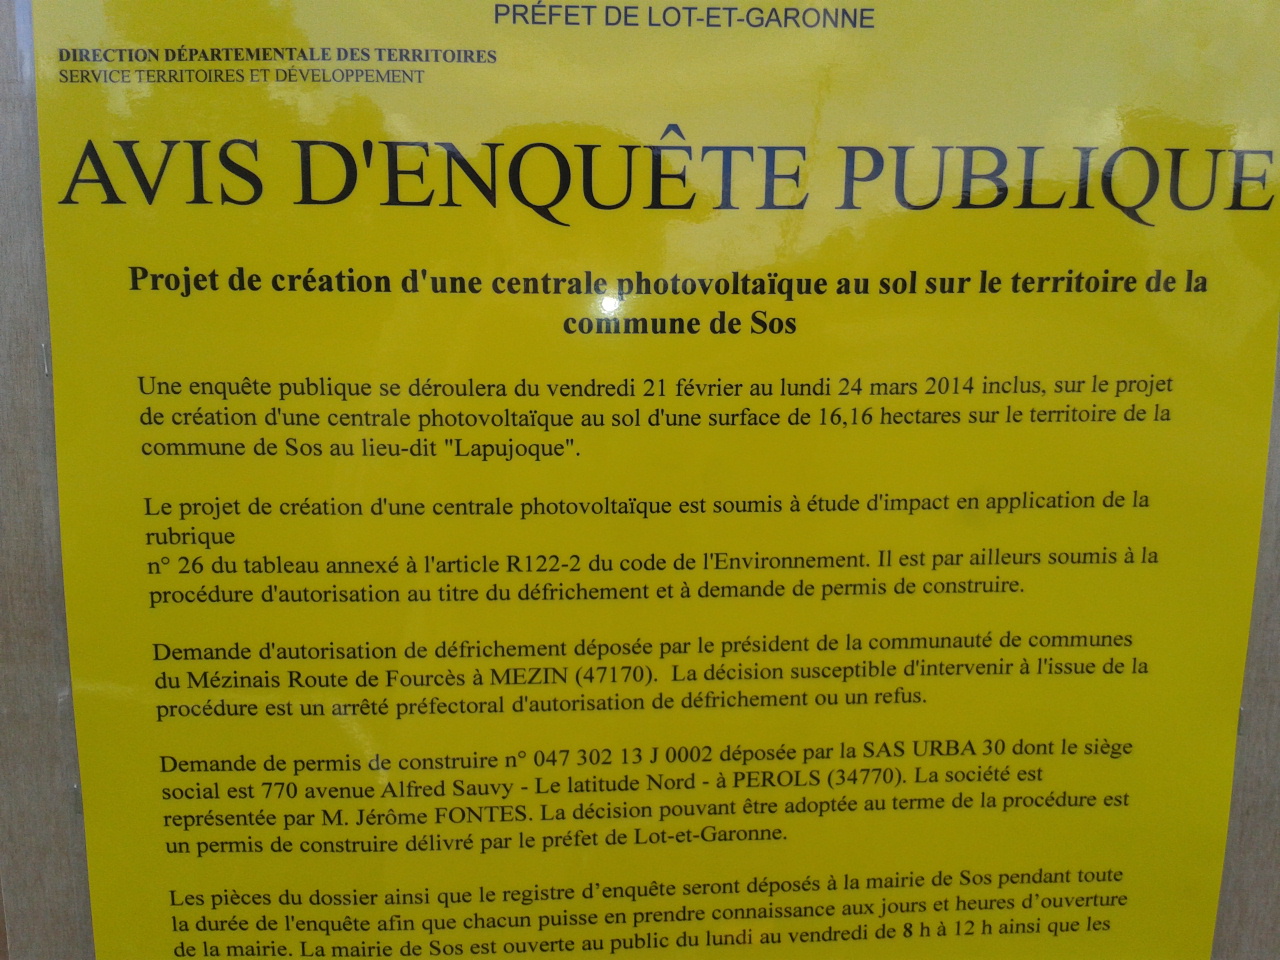 PRÉFET DE LOT-ET-GARONNE
DIRECTION DÉPARTEMENTALE DES TERRITOIRES
SERVICE TERRITOIRES ET DÉVELOPPEMENT
AVIS D'ENQUÊTE PUBLIQUE
Projet de création d'une centrale photovoltaïque au sol sur le territoire de la
commune de Sos
Une enquête publique se déroulera du vendredi 21 février au lundi 24 mars 2014 inclus, sur le projet
de création d'une centrale photovoltaïque au sol d'une surface de 16,16 hectares sur le territoire de la
commune de Sos au lieu-dit "Lapujoque".
Le projet de création d'une centrale photovoltaïque est soumis à étude d'impact en application de la
rubrique
n° 26 du tableau annexé à l'article R122-2 du code de l'Environnement. Il est par ailleurs soumis à la
procédure d'autorisation au titre du défrichement et à demande de permis de construire.
Demande d'autorisation de défrichement déposée par le président de la communauté de communes
du Mézinais Route de Fourcès à MEZIN (47170). La décision susceptible d'intervenir à l'issue de la
procédure est un arrêté préfectoral d'autorisation de défrichement ou un refus.
Demande de permis de construire n° 047 302 13 J 0002 déposée par la SAS URBA 30 dont le siège
social est 770 avenue Alfred Sauvy - Le latitude Nord - à PEROLS (34770). La société est
représentée par M. Jérôme FONTES. La décision pouvant être adoptée au terme de la procédure est
un permis de construire délivré par le préfet de Lot-et-Garonne.
Les pièces du dossier ainsi que le registre d'enquête seront déposés à la mairie de Sos pendant toute
la durée de l'enquête afin que chacun puisse en prendre connaissance aux jours et heures d'ouverture
de la mairie. La mairie de Sos est ouverte au public du lundi au vendredi de 8 h à 12 h ainsi que les